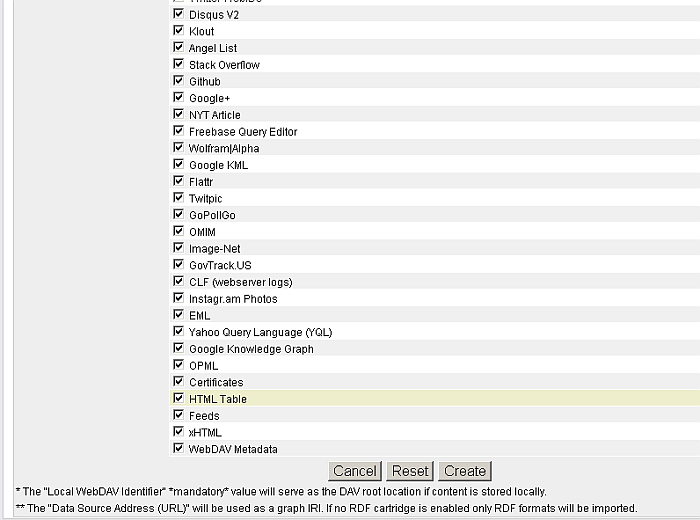 Disqus V2
Klout
Angel List
Stack Overflow
Github
Google+
NYT Article
Freebase Query Editor
Wolfram|Alpha
Google KML
Flattr
Twitpic
GoPollGo
OMIM
Image-Net
GovTrack.US
CLF (webserver logs)
Instagr.am Photos
EML
Yahoo Query Language (YQL)
Google Knowledge Graph
OPML
Certificates
HTML Table
Feeds
xHTML
WebDAV Metadata
Cancel Reset Create
* The "Local WebDAV Identifier" *mandatory* value will serve as the DAV root location if content is stored locally.
** The "Data Source Address (URL)" will be used as a graph IRI. If no RDF cartridge is enabled only RDF formats will be imported.